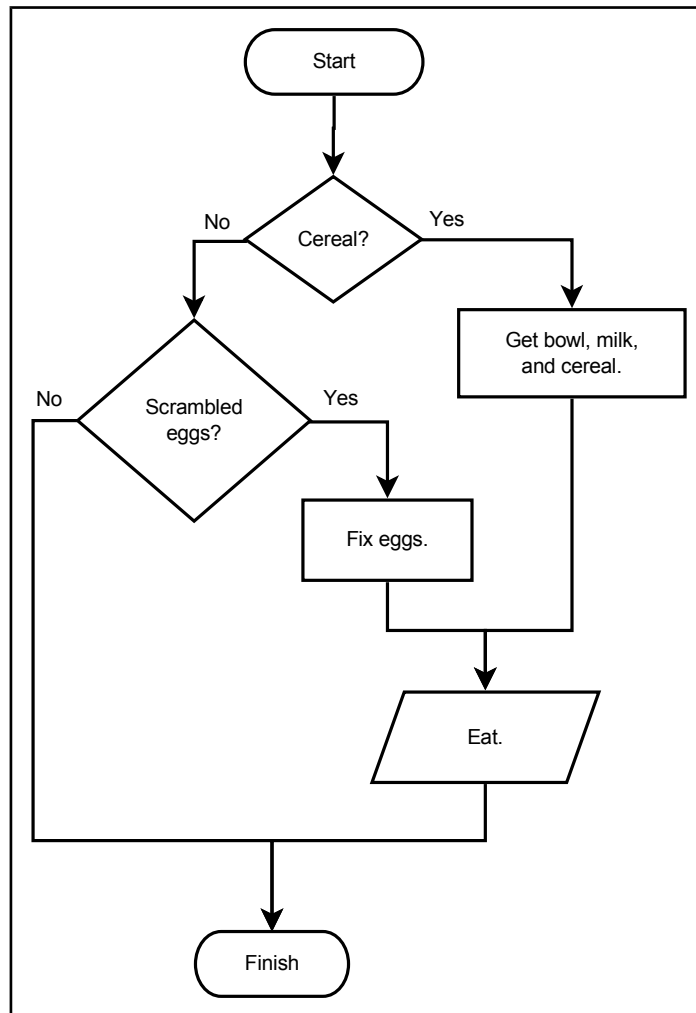 Start
Cereal?
No
Yes
Get bowl, milk,
and cereal.
Scrambled
eggs?
No
Yes
Fix eggs.
Eat.
Finish